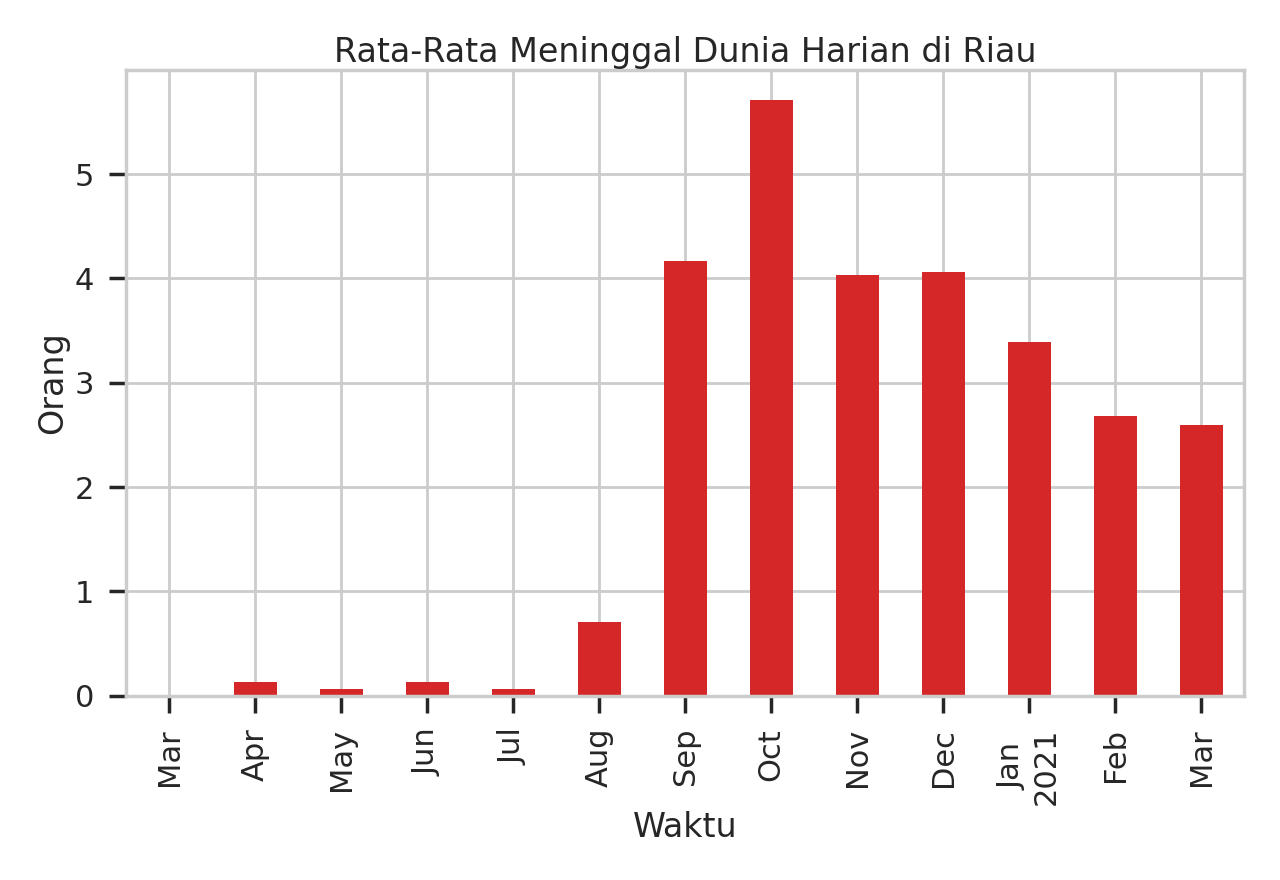 Rata-Rata Meninggal Dunia Harian di Riau
Orang
5
4
3
2
1
0
Mar
Apr
May
Jun
Jul
Aug
Sep
Oct
Nov
Dec
Jan
2021
Feb
Mar
Waktu